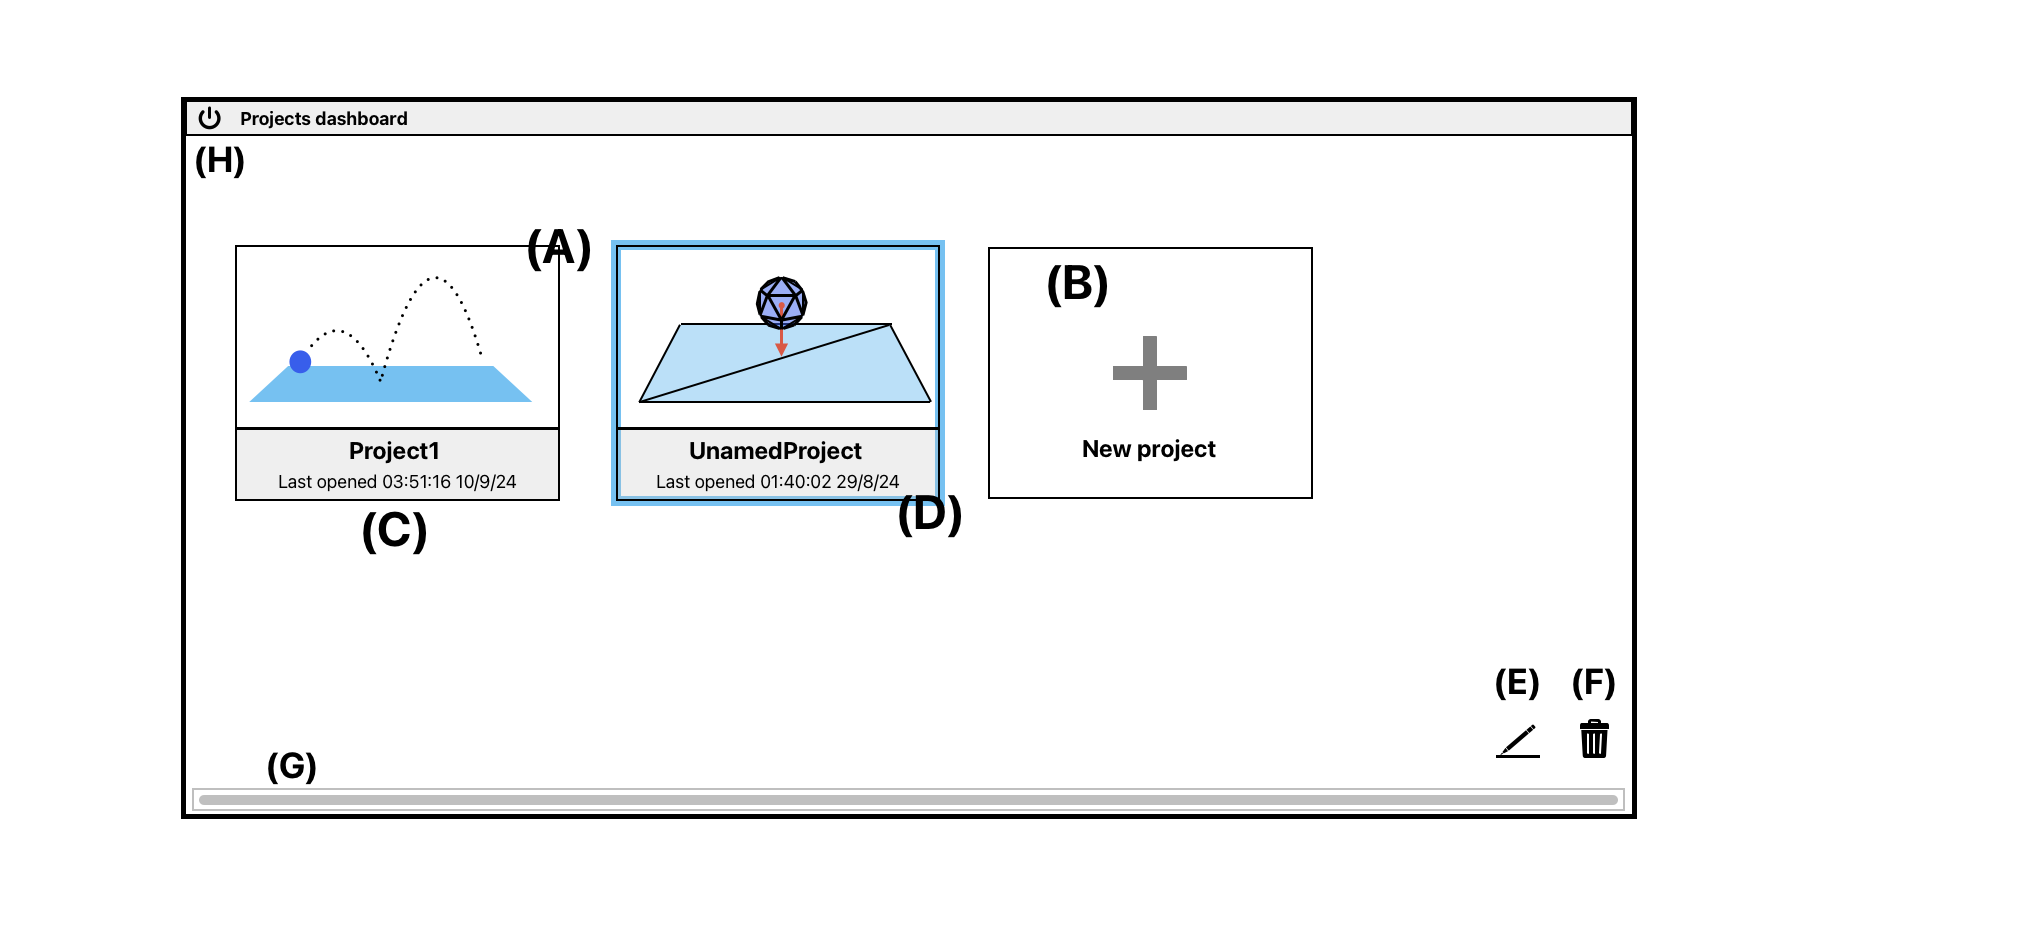 Projects dashboard
(H)
(A)
(B)
New project
Project1
Last opened 03:51:16 10/9/24
UnamedProject
Last opened 01:40:02 29/8/24
(C)
(D)
(E)
(F)
(G)